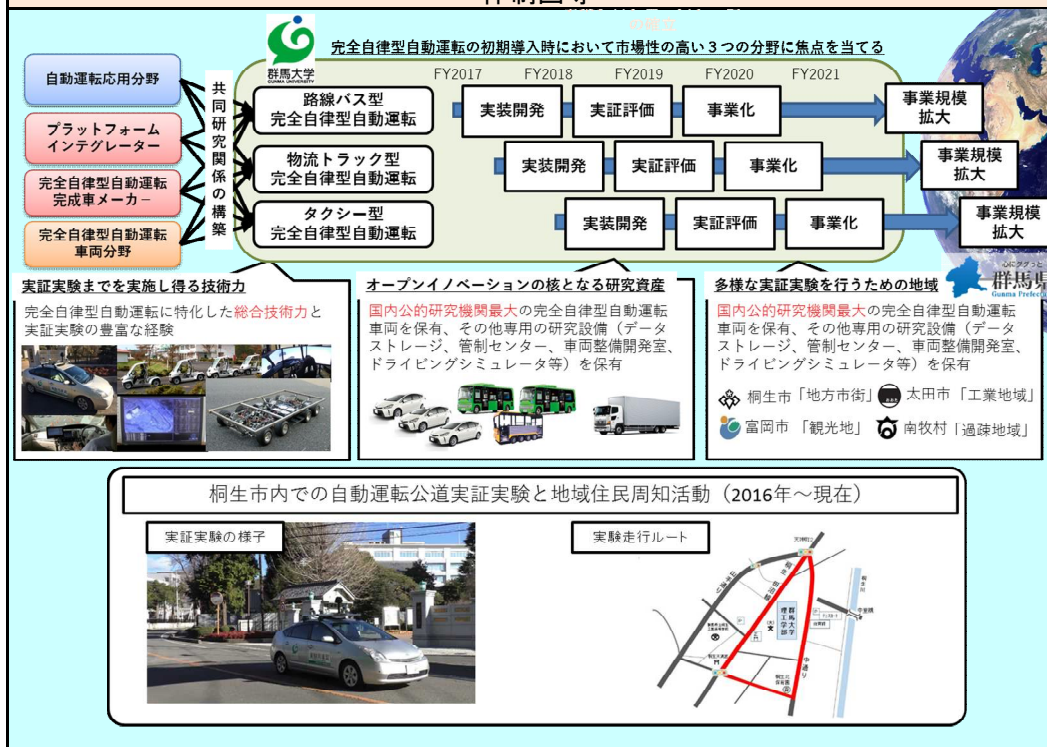 完全自律型自動運転の初期導入時において市場性の高い３つの分野に焦点を当てる
群馬大学
GUNMA UNIVERSITY
FY2017
FY2018
FY2019
FY2020
FY2021
自動運転応用分野
プラットフォーム
インテグレーター
完全自律型自動運転
完成車メーカー
完全自律型自動運転
車両分野
共同研究関係の構築
路線バス型
完全自律型自動運転
実装開発
実証評価
事業化
事業規模
拡大
物流トラック型
完全自律型自動運転
実装開発
実証評価
事業化
事業規模
拡大
タクシー型
完全自律型自動運転
実装開発
実証評価
事業化
事業規模
拡大
実証実験までを実施し得る技術力
完全自律型自動運転に特化した総合技術力と
実証実験の豊富な経験
オープンイノベーションの核となる研究資産
国内公的研究機関最大の完全自律型自動運転
車両を保有、その他専用の研究設備（データ
ストレージ、管制センター、車両整備開発室、
ドライビングシミュレータ等）を保有
群馬県
Gunma Prefec
多様な実証実験を行うための地域
国内公的研究機関最大の完全自律型自動運転
車両を保有、その他専用の研究設備（データ
ストレージ、管制センター、車両整備開発室、
ドライビングシミュレータ等）を保有
桐生市「地方市街」
太田市「工業地域」
富岡市「観光地」
南牧村「過疎地域」
桐生市内での自動運転公道実証実験と地域住民周知活動（2016年～現在）
実証実験の様子
実験走行ルート
群馬大学
理工学部
中通り
桐生川